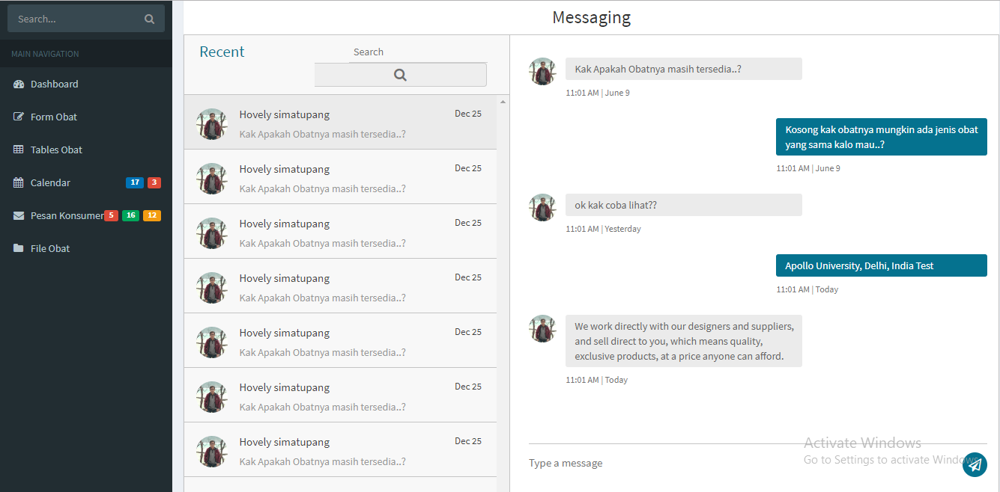 Search...
MAIN NAVIGATION
Dashboard
Form Obat
Tables Obat
Calendar 17 3
Pesan Konsumen 5 16 12
File Obat
Messaging
Recent
Search
Hovely simatupang Dec 25
Kak Apakah Obatnya masih tersedia..?
Hovely simatupang Dec 25
Kak Apakah Obatnya masih tersedia..?
Hovely simatupang Dec 25
Kak Apakah Obatnya masih tersedia..?
Hovely simatupang Dec 25
Kak Apakah Obatnya masih tersedia..?
Hovely simatupang Dec 25
Kak Apakah Obatnya masih tersedia..?
Hovely simatupang Dec 25
Kak Apakah Obatnya masih tersedia..?
Hovely simatupang Dec 25
Kak Apakah Obatnya masih tersedia..?
Kak Apakah Obatnya masih tersedia..?
11:01 AM | June 9
Kosong kak obatnya mungkin ada jenis obat
yang sama kalo mau..?
11:01 AM | June 9
ok kak coba lihat??
11:01 AM | Yesterday
Apollo University, Delhi, India Test
11:01 AM | Today
We work directly with our designers and suppliers,
and sell direct to you, which means quality,
exclusive products, at a price anyone can afford.
11:01 AM | Today
Type a message
Activate Windows
Go to Settings to activate Windows.